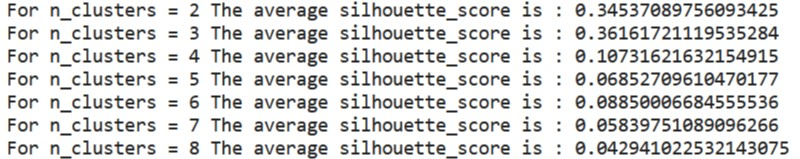 For n_clusters = 2 The average silhouette_score is : 0.34537089756093425
For n_clusters = 3 The average silhouette_score is : 0.36161721119535284
For n_clusters = 4 The average silhouette_score is : 0.10731621632154915
For n_clusters = 5 The average silhouette_score is : 0.06852709610470177
For n_clusters = 6 The average silhouette_score is : 0.08850006684555536
For n_clusters = 7 The average silhouette_score is : 0.05839751089096266
For n_clusters = 8 The average silhouette_score is : 0.042941022532143075